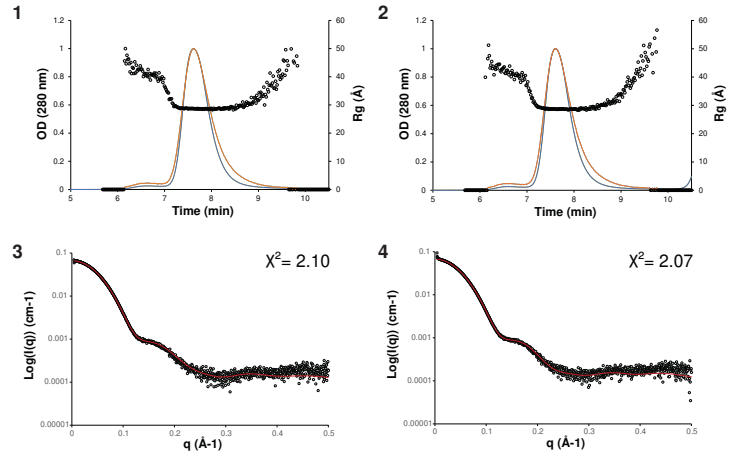 1
1.2
1
0.8
0.6
0.4
0.2
0
OD (280 nm)
60
50
40
30
20
10
0
Rg (Å)
5 6 7 8 9 10
Time (min)
2
1.2
1
0.8
0.6
0.4
0.2
0
OD (280 nm)
60
50
40
30
20
10
0
Rg (Å)
5 6 7 8 9 10
Time (min)
3
χ²= 2.10
0.1
0.01
0.001
0.0001
0.00001
Log(I(q)) (cm-1)
0 0.1 0.2 0.3 0.4 0.5
q (Å-1)
4
χ²= 2.07
0.1
0.01
0.001
0.0001
0.00001
Log(I(q)) (cm-1)
0 0.1 0.2 0.3 0.4 0.5
q (Å-1)